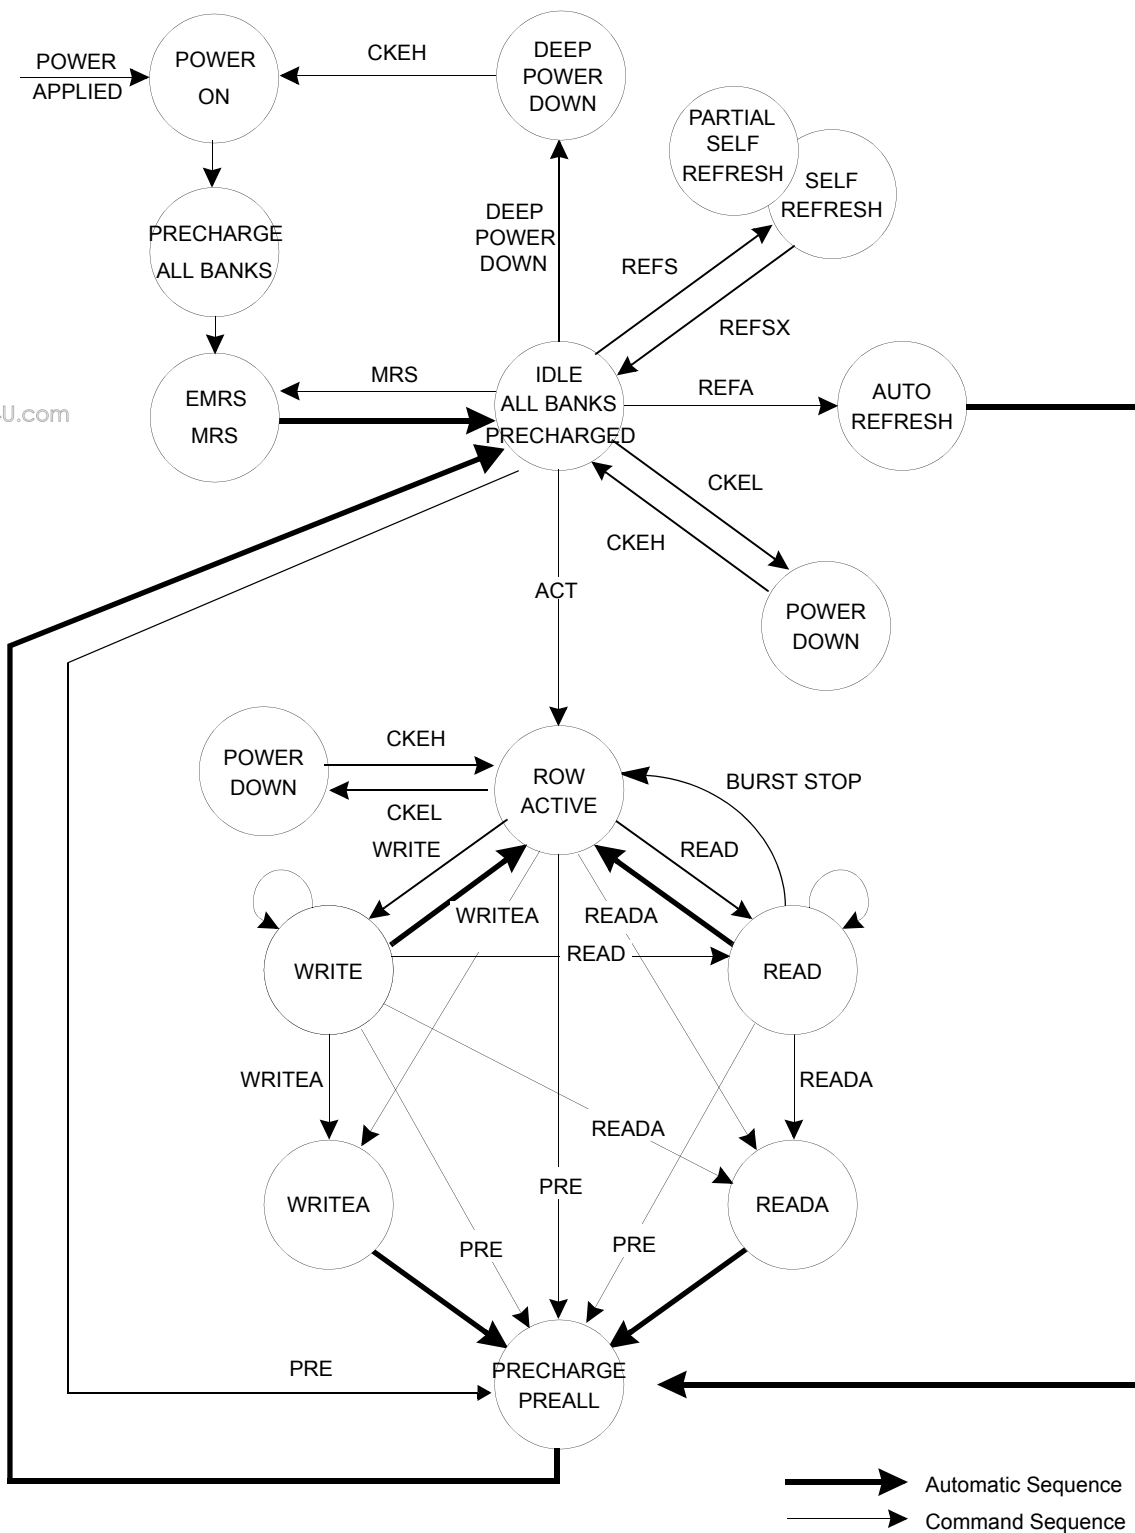 POWER
APPLIED
POWER
ON
CKEH
DEEP
POWER
DOWN
PARTIAL
SELF
REFRESH
SELF
REFRESH
PRECHARGE
ALL BANKS
DEEP
POWER
DOWN
REFS
REFSX
EMRS
MRS
MRS
IDLE
ALL BANKS
PRECHARGED
REFA
AUTO
REFRESH
U.com
CKEL
CKEH
ACT
POWER
DOWN
POWER
DOWN
CKEH
CKEL
ROW
ACTIVE
BURST STOP
WRITE
READ
WRITEA
READA
WRITE
READ
READ
WRITEA
READA
READA
WRITEA
PRE
READA
PRE
PRE
PRE
PRECHARGE
PREALL
Automatic Sequence
Command Sequence